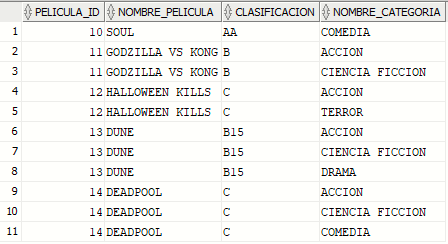 PELICULA_ID NOMBRE_PELICULA CLASIFICACION NOMBRE_CATEGORIA
1 10 SOUL AA COMEDIA
2 11 GODZILLA VS KONG B ACCION
3 11 GODZILLA VS KONG B CIENCIA FICCION
4 12 HALLOWEEN KILLS C ACCION
5 12 HALLOWEEN KILLS C TERROR
6 13 DUNE B15 ACCION
7 13 DUNE B15 CIENCIA FICCION
8 13 DUNE B15 DRAMA
9 14 DEADPOOL C ACCION
10 14 DEADPOOL C CIENCIA FICCION
11 14 DEADPOOL C COMEDIA